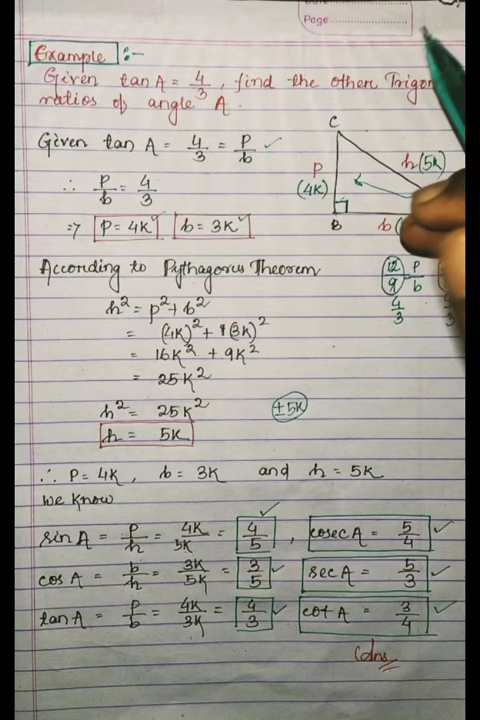 Page
Example :-
Given tan A = 4/3, find the other Trigon
ratios of angle A.
Given tan A = 4/3 = P/b
∴ P/b = 4/3
=> P = 4K b = 3K
C
P
(4K)
h(5K)
B
b(
According to Pythagorus Theorem
h² = p² + b²
= (4K)² + (3K)²
= 16K² + 9K²
= 25K²
h² = 25K²
±5K
h = 5K
12/9 P/b
4/3
∴ P = 4K, b = 3K and h = 5K
We Know
sin A = P/h = 4K/5K = 4/5, cosec A = 5/4
cos A = b/h = 3K/5K = 3/5 sec A = 5/3
tan A = P/b = 4K/3K = 4/3 cot A = 3/4